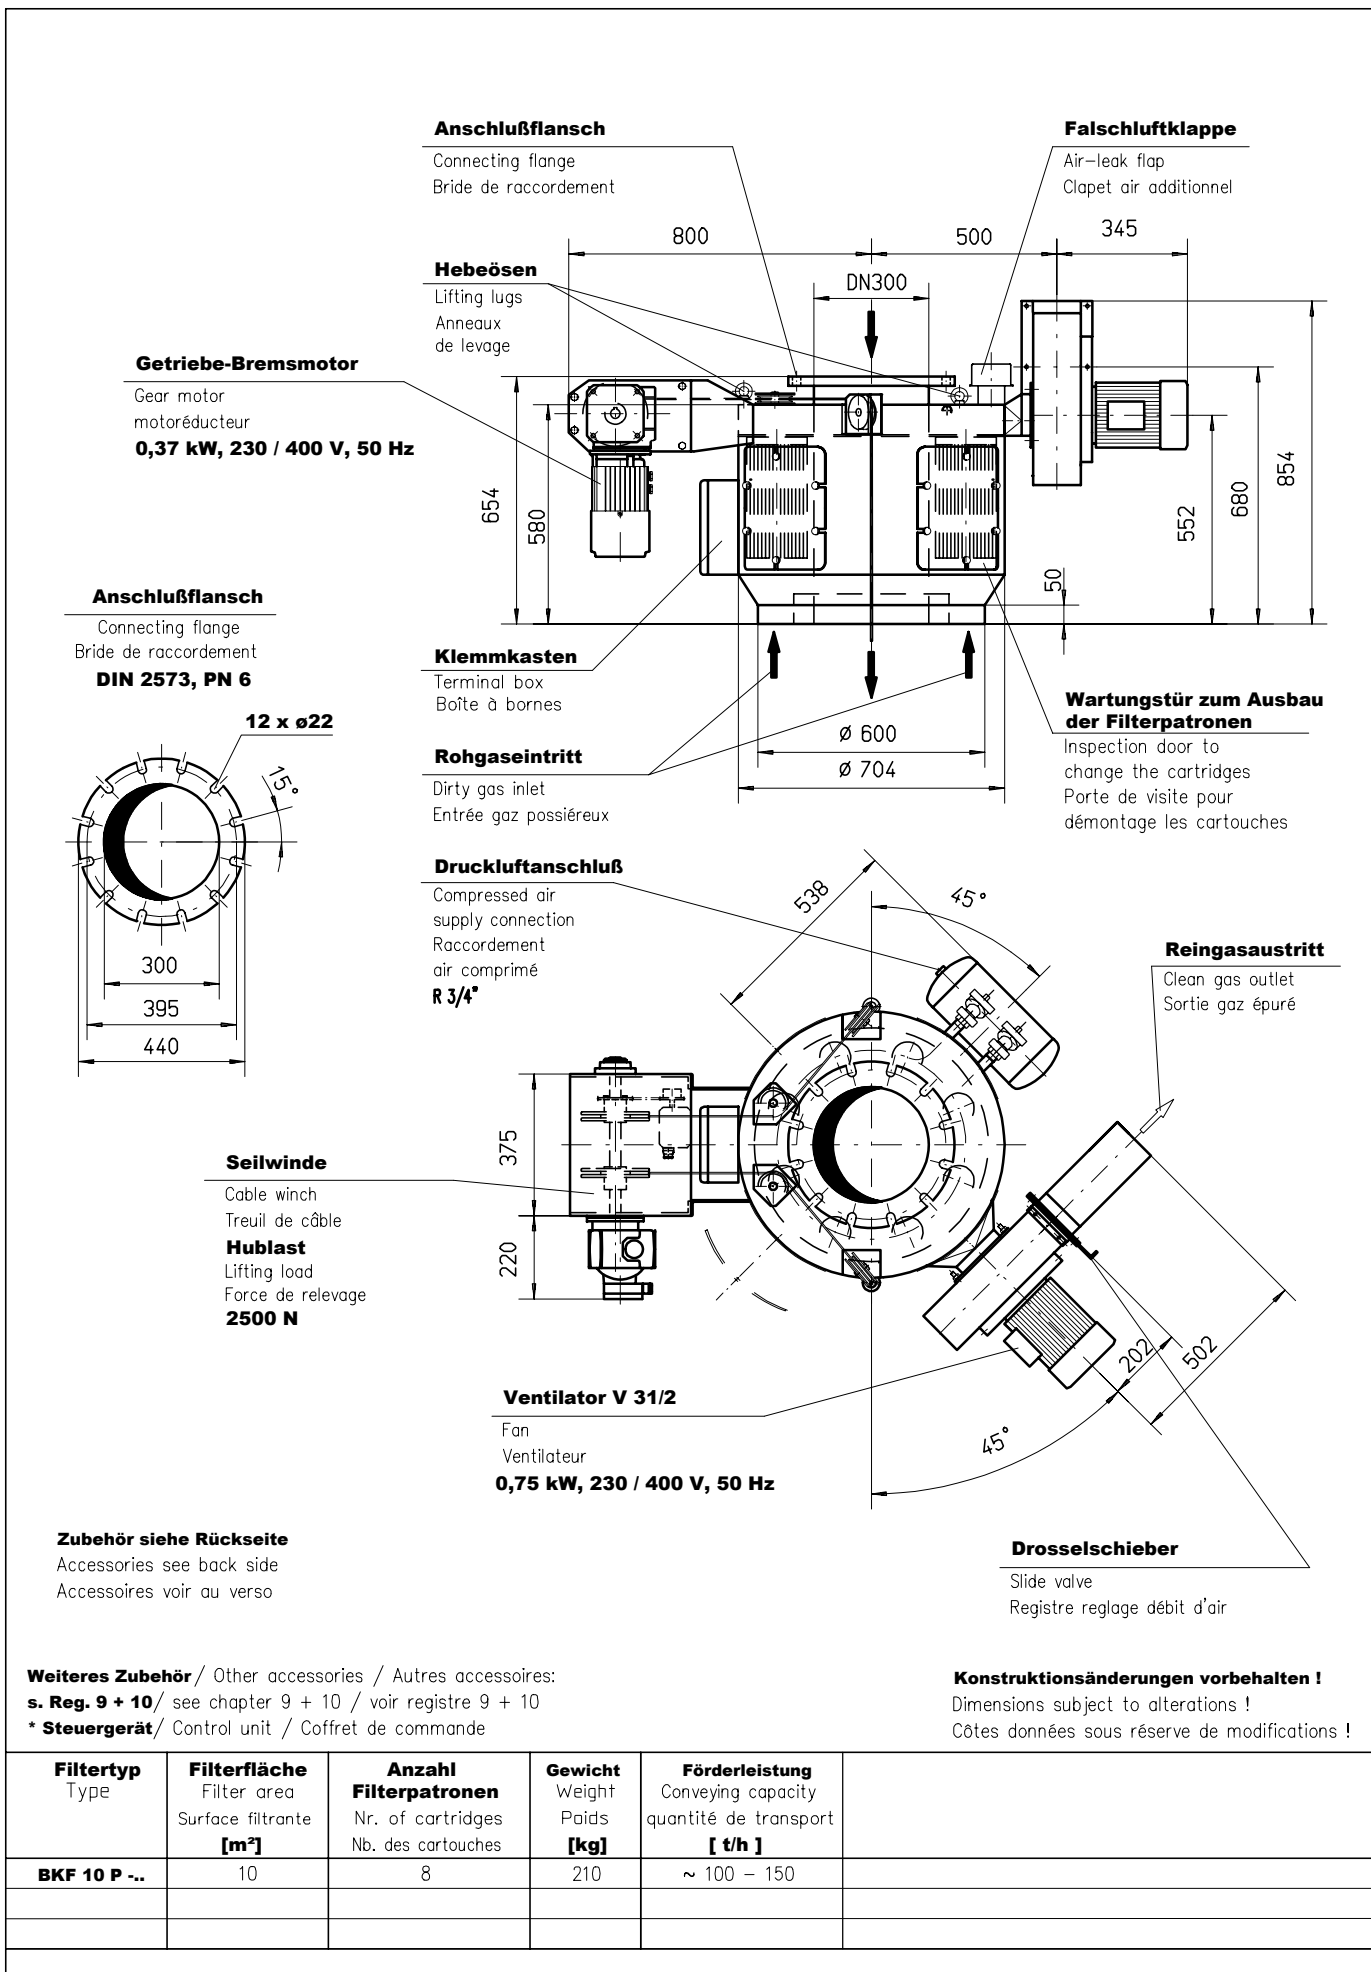 Anschlußflansch
Connecting flange
Bride de raccordement
Falschluftklappe
Air-leak flap
Clapet air additionnel
800
500
345
DN300
Hebeösen
Lifting lugs
Anneaux
de levage
Getriebe-Bremsmotor
Gear motor
motoréducteur
0,37 kW, 230 / 400 V, 50 Hz
654
580
50
552
680
854
Anschlußflansch
Connecting flange
Bride de raccordement
DIN 2573, PN 6
12 x ø22
15°
300
395
440
Klemmkasten
Terminal box
Boîte à bornes
Rohgaseintritt
Dirty gas inlet
Entrée gaz possiéreux
Ø 600
Ø 704
Wartungstür zum Ausbau
der Filterpatronen
Inspection door to
change the cartridges
Porte de visite pour
démontage les cartouches
Druckluftanschluß
Compressed air
supply connection
Raccordement
air comprimé
R 3/4"
538
45°
Reingasaustritt
Clean gas outlet
Sortie gaz épuré
375
220
Seilwinde
Cable winch
Treuil de câble
Hublast
Lifting load
Force de relevage
2500 N
202
502
45°
Ventilator V 31/2
Fan
Ventilateur
0,75 kW, 230 / 400 V, 50 Hz
Drosselschieber
Slide valve
Registre reglage débit d'air
Zubehör siehe Rückseite
Accessories see back side
Accessoires voir au verso
Weiteres Zubehör / Other accessories / Autres accessoires:
s. Reg. 9 + 10 / see chapter 9 + 10 / voir registre 9 + 10
* Steuergerät / Control unit / Coffret de commande
Konstruktionsänderungen vorbehalten !
Dimensions subject to alterations !
Côtes données sous réserve de modifications !
Filtertyp
Type
Filterfläche
Filter area
Surface filtrante
[m²]
Anzahl
Filterpatronen
Nr. of cartridges
Nb. des cartouches
Gewicht
Weight
Poids
[kg]
Förderleistung
Conveying capacity
quantité de transport
[ t/h ]
BKF 10 P -.. 10 8 210 ~ 100 - 150